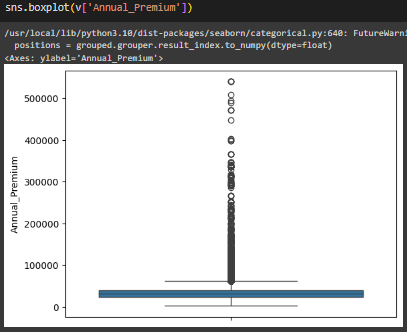 sns.boxplot(v['Annual_Premium'])
/usr/local/lib/python3.10/dist-packages/seaborn/categorical.py:640: FutureWarni
positions = grouped.grouper.result_index.to_numpy(dtype=float)
<Axes: ylabel='Annual_Premium'>
500000
400000
300000
200000
100000
0
Annual_Premium